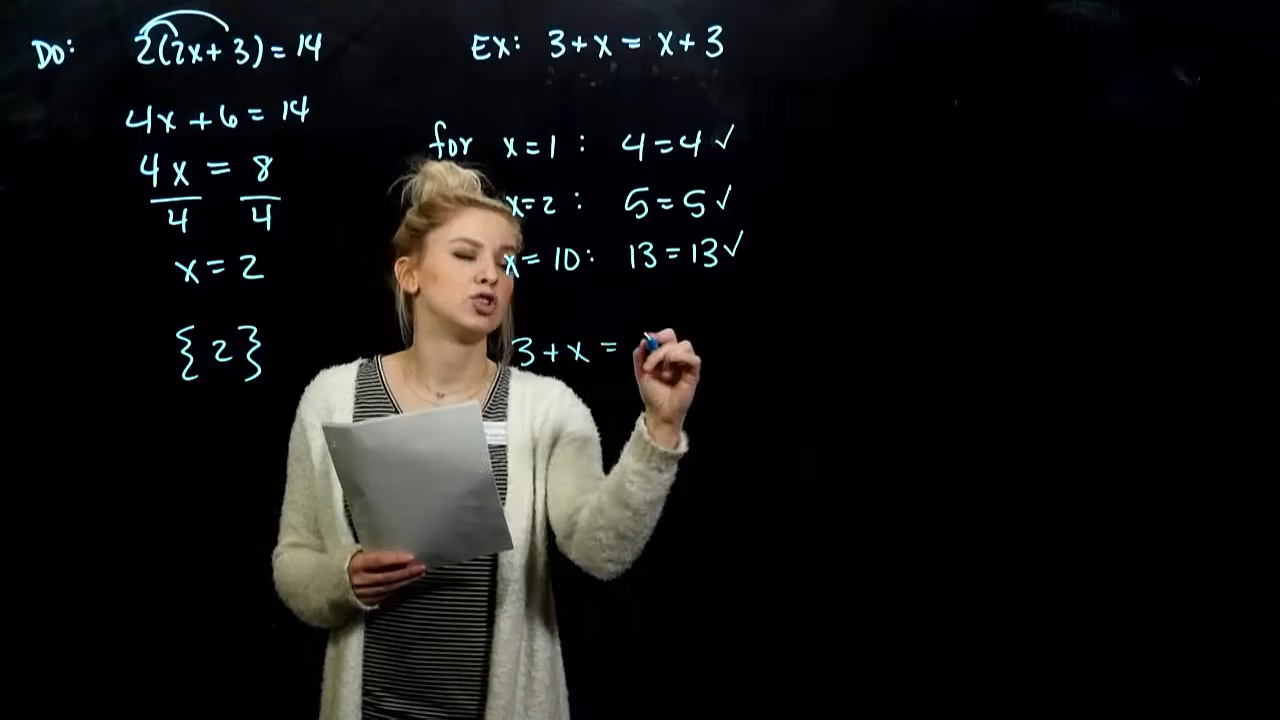 DO: 2(2x+3)=14
4x+6=14
4x = 8
4 4
x=2
{2}
EX: 3+x = x+3
for x=1: 4=4✓
x=2: 5=5✓
x=10: 13=13✓
3+x =